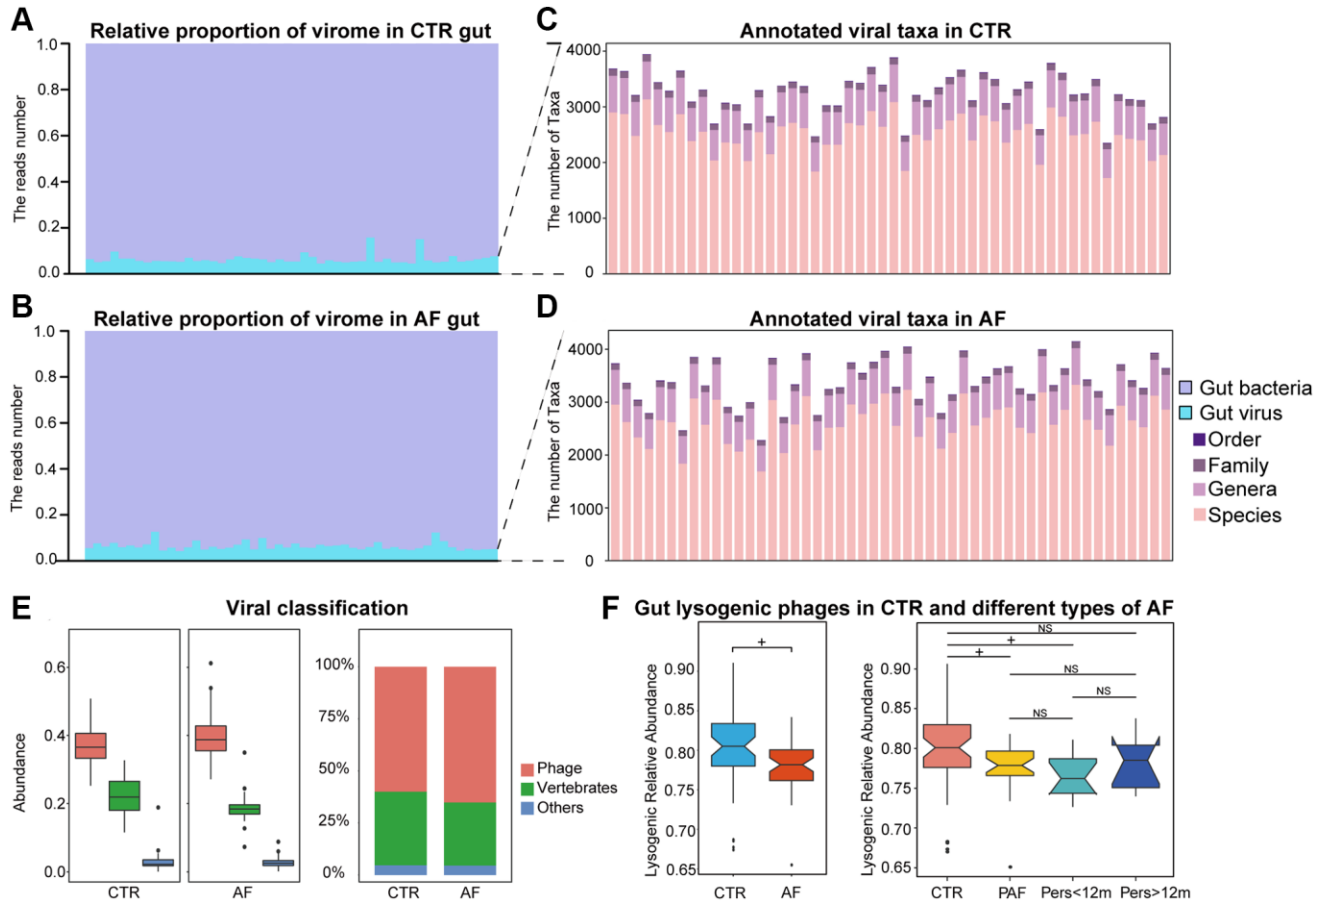 A
Relative proportion of virome in CTR gut
The reads number
1.0
0.8
0.6
0.4
0.2
0.0
C
Annotated viral taxa in CTR
The number of Taxa
4000
3000
2000
1000
0
B
Relative proportion of virome in AF gut
The reads number
1.0
0.8
0.6
0.4
0.2
0.0
D
Annotated viral taxa in AF
The number of Taxa
4000
3000
2000
1000
0
Gut bacteria
Gut virus
Order
Family
Genera
Species
E
Viral classification
Abundance
0.6
0.4
0.2
0.0
CTR
AF
100%
75%
50%
25%
0%
CTR
AF
Phage
Vertebrates
Others
F
Gut lysogenic phages in CTR and different types of AF
Lysogenic Relative Abundance
0.90
0.85
0.80
0.75
0.70
0.65
+
CTR
AF
Lysogenic Relative Abundance
0.90
0.85
0.80
0.75
0.70
0.65
NS
+
+
NS
NS
NS
CTR
PAF
Pers<12m
Pers>12m